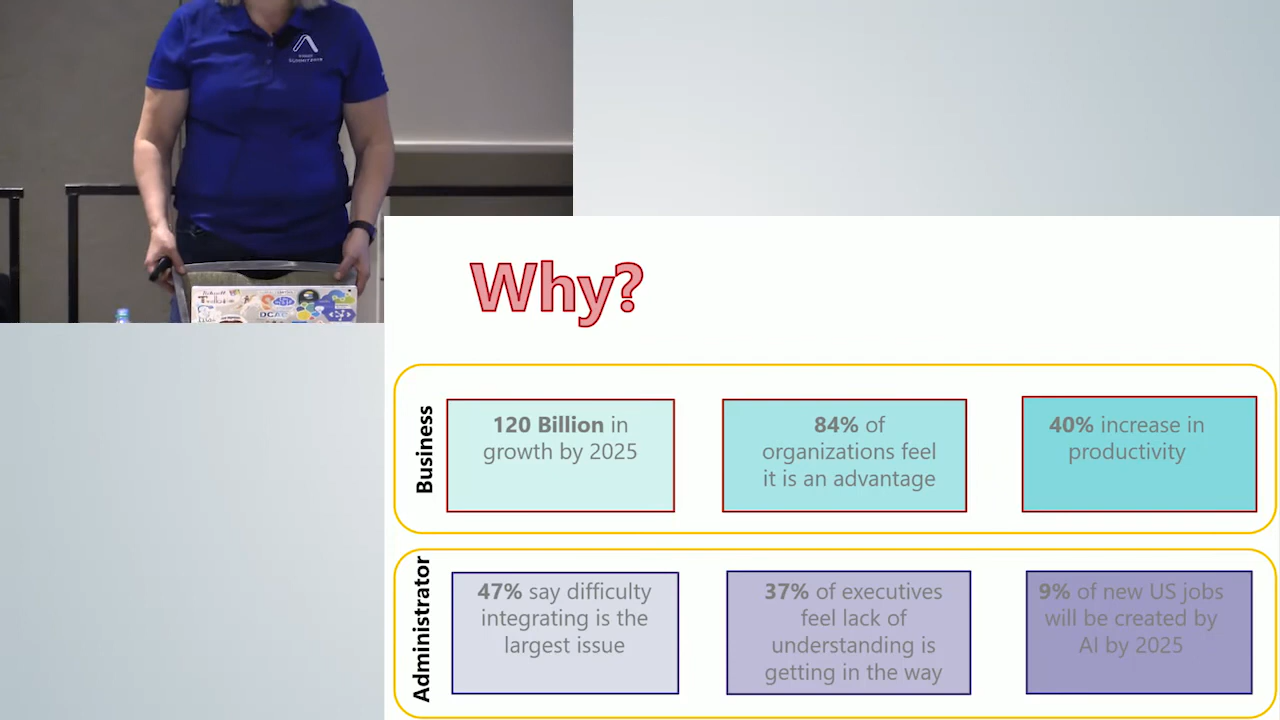 Why?
Business
120 Billion in
growth by 2025
84% of
organizations feel
it is an advantage
40% increase in
productivity
Administrator
47% say difficulty
integrating is the
largest issue
37% of executives
feel lack of
understanding is
getting in the way
9% of new US jobs
will be created by
AI by 2025
DCAC